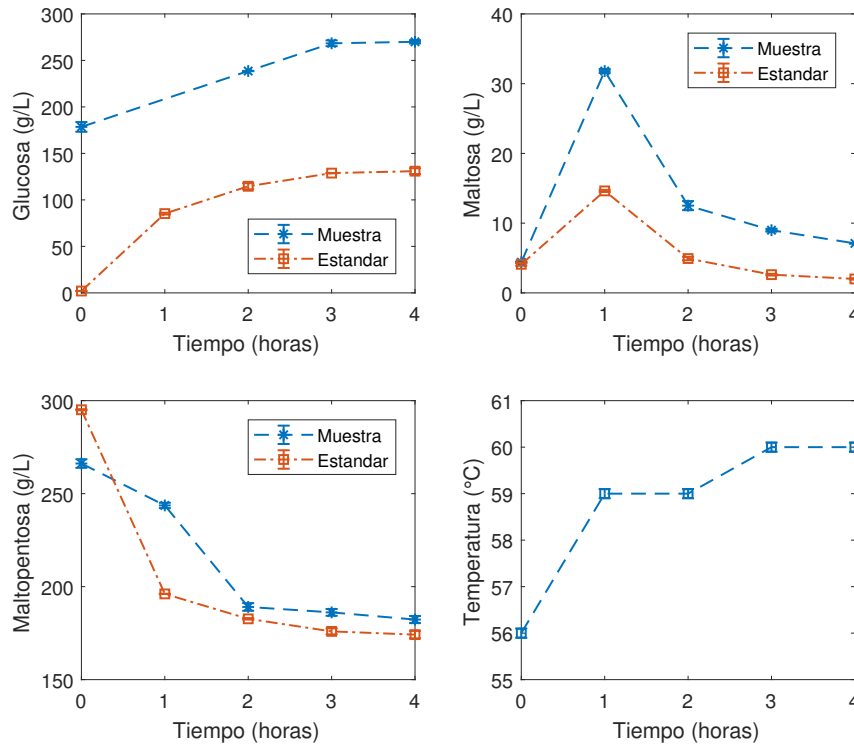 Glucosa (g/L)
300
250
200
150
100
50
0
0 1 2 3 4
Tiempo (horas)
Muestra
Estandar
Maltosa (g/L)
40
30
20
10
0
0 1 2 3 4
Tiempo (horas)
Muestra
Estandar
Maltopentosa (g/L)
300
250
200
150
0 1 2 3 4
Tiempo (horas)
Muestra
Estandar
Temperatura (°C)
61
60
59
58
57
56
55
0 1 2 3 4
Tiempo (horas)